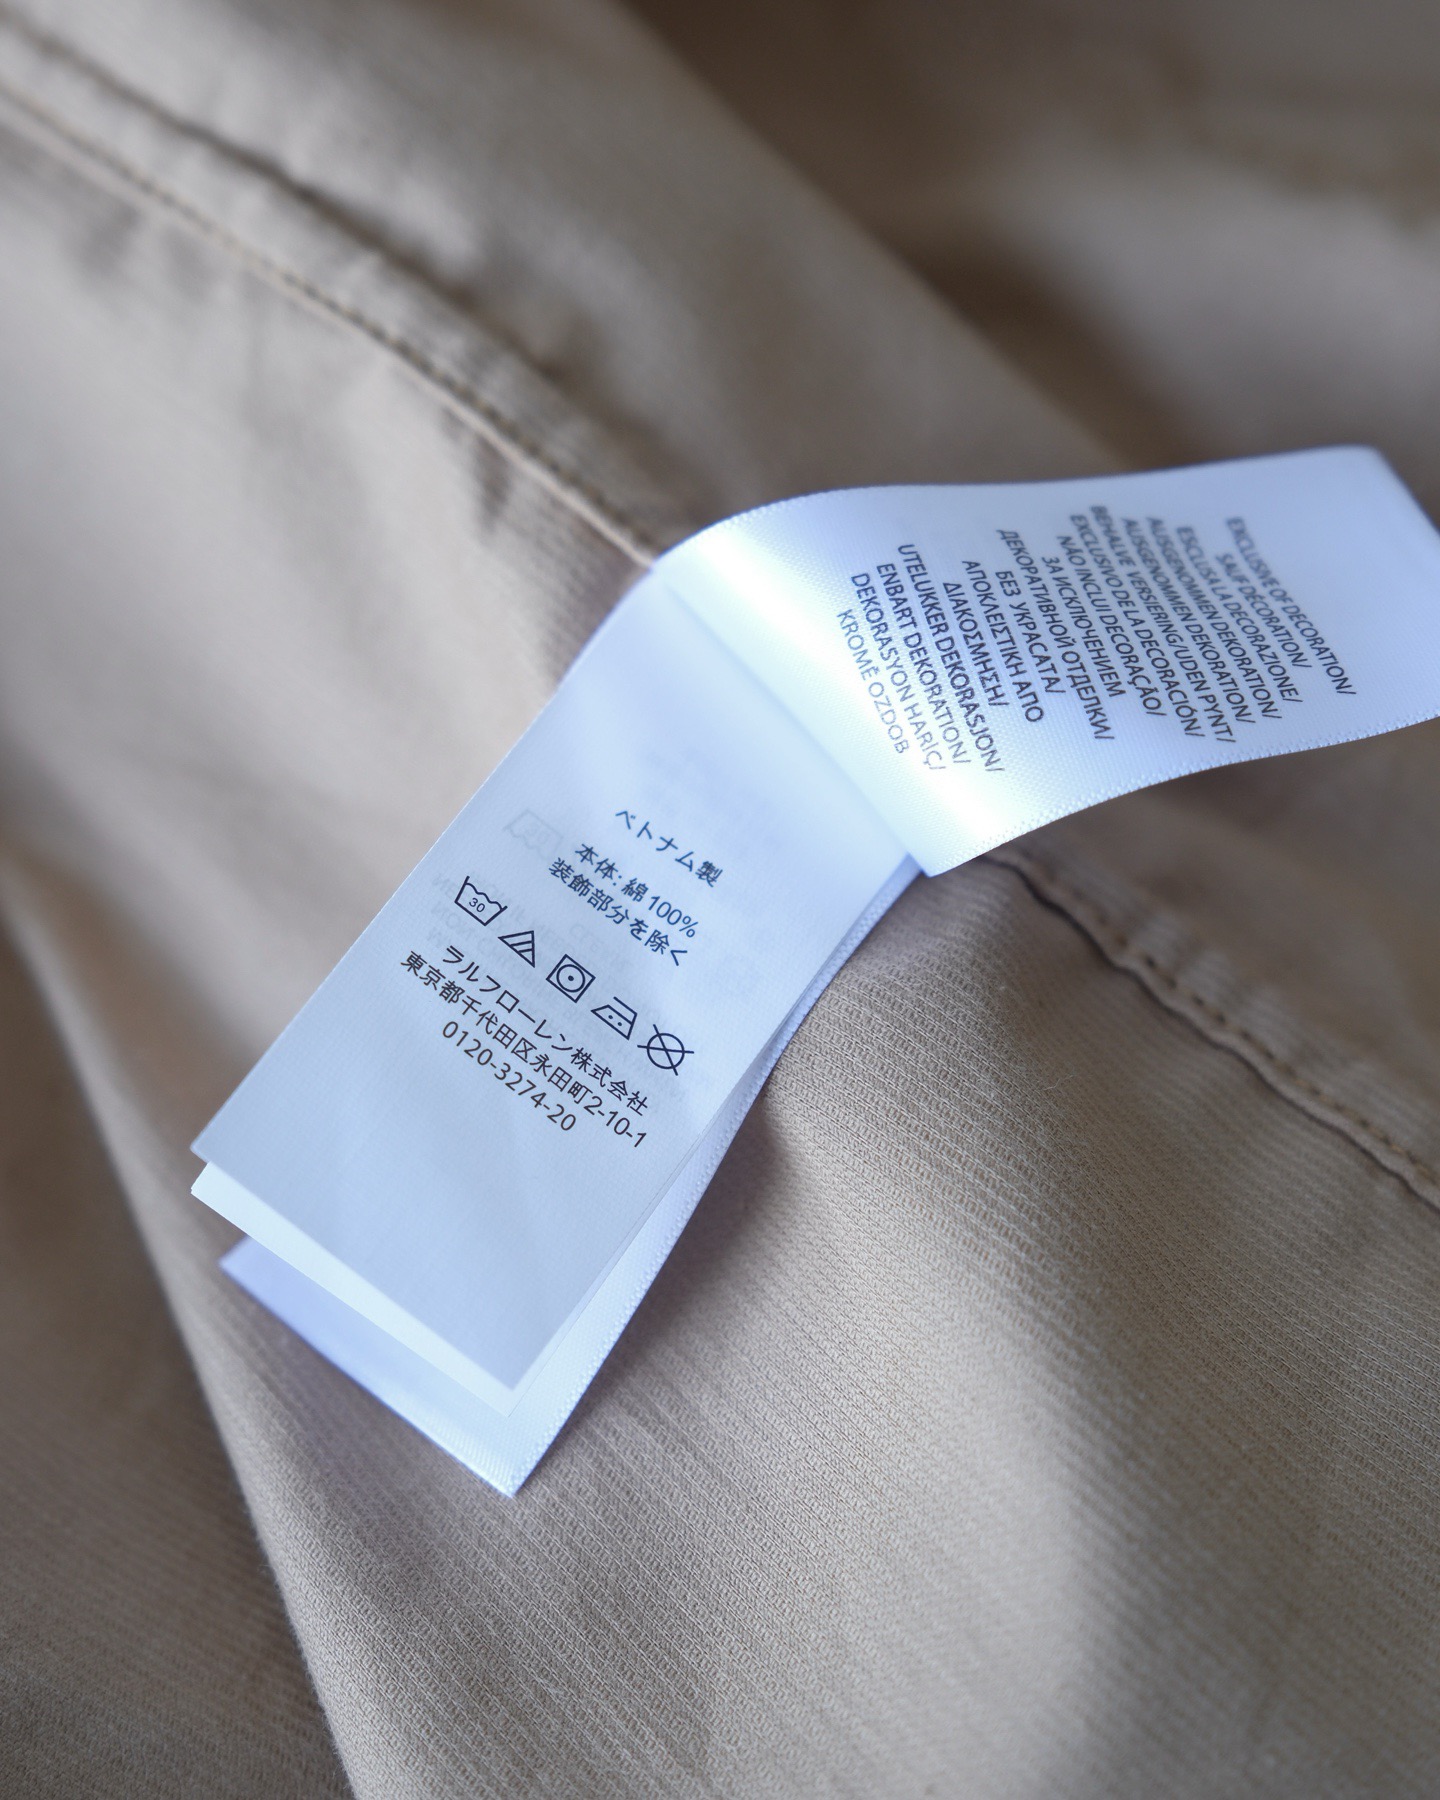 ベトナム製
本体: 綿 100%
装飾部分を除く
30
ラルフローレン株式会社
東京都千代田区永田町2-10-1
0120-3274-20
EXCLUSIVE OF DECORATION/
SAUF DÉCORATION/
ESCLUSA LA DECORAZIONE/
AUSGENOMMEN DEKORATION/
AUSGENOMMEN DEKORATION/
BEHALVE VERSIERING/UDEN PYNT/
EXCLUSIVO DE LA DECORACIÓN/
NÃO INCLUI DECORAÇÃO/
ЗА ИСКЛЮЧЕНИЕМ
ДЕКОРАТИВНОЙ ОТДЕЛКИ/
БЕЗ УКРАСАТА/
ΑΠΟΚΛΕΙΣΤΙΚΗ ΑΠΟ
ΔΙΑΚΟΣΜΗΣΗ/
UTELUKKER DEKORASJON/
ENBART DEKORATION/
DEKORASYON HARİÇ/
KROMĚ OZDOB